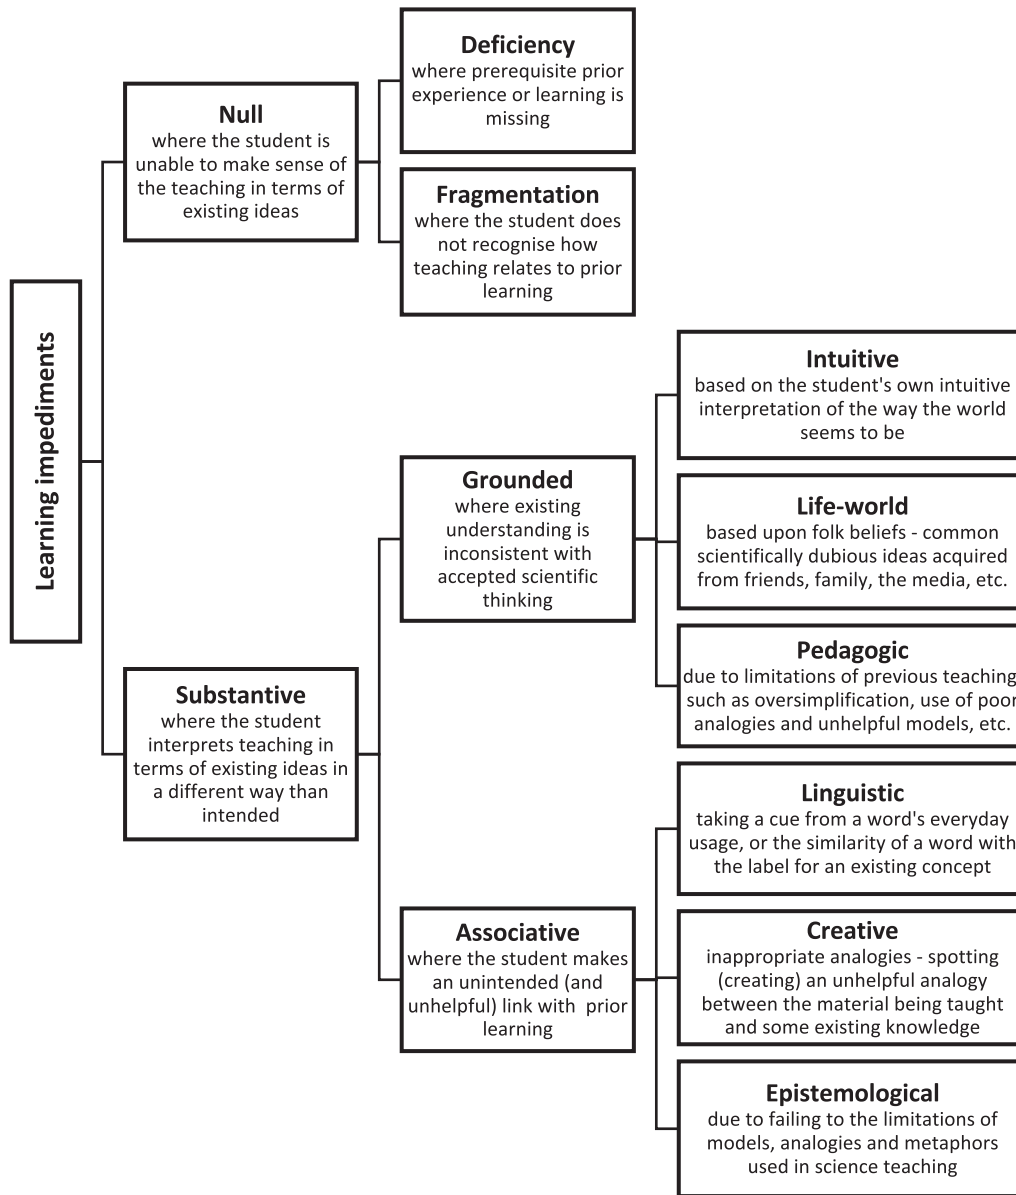 Deficiency
where prerequisite prior
experience or learning is
missing
Null
where the student is
unable to make sense of
the teaching in terms of
existing ideas
Fragmentation
where the student does
not recognise how
teaching relates to prior
learning
Learning impediments
Intuitive
based on the student's own intuitive
interpretation of the way the world
seems to be
Grounded
where existing
understanding is
inconsistent with
accepted scientific
thinking
Life-world
based upon folk beliefs - common
scientifically dubious ideas acquired
from friends, family, the media, etc.
Pedagogic
due to limitations of previous teaching
such as oversimplification, use of poor
analogies and unhelpful models, etc.
Substantive
where the student
interprets teaching in
terms of existing ideas in
a different way than
intended
Linguistic
taking a cue from a word's everyday
usage, or the similarity of a word with
the label for an existing concept
Associative
where the student makes
an unintended (and
unhelpful) link with prior
learning
Creative
inappropriate analogies - spotting
(creating) an unhelpful analogy
between the material being taught
and some existing knowledge
Epistemological
due to failing to the limitations of
models, analogies and metaphors
used in science teaching